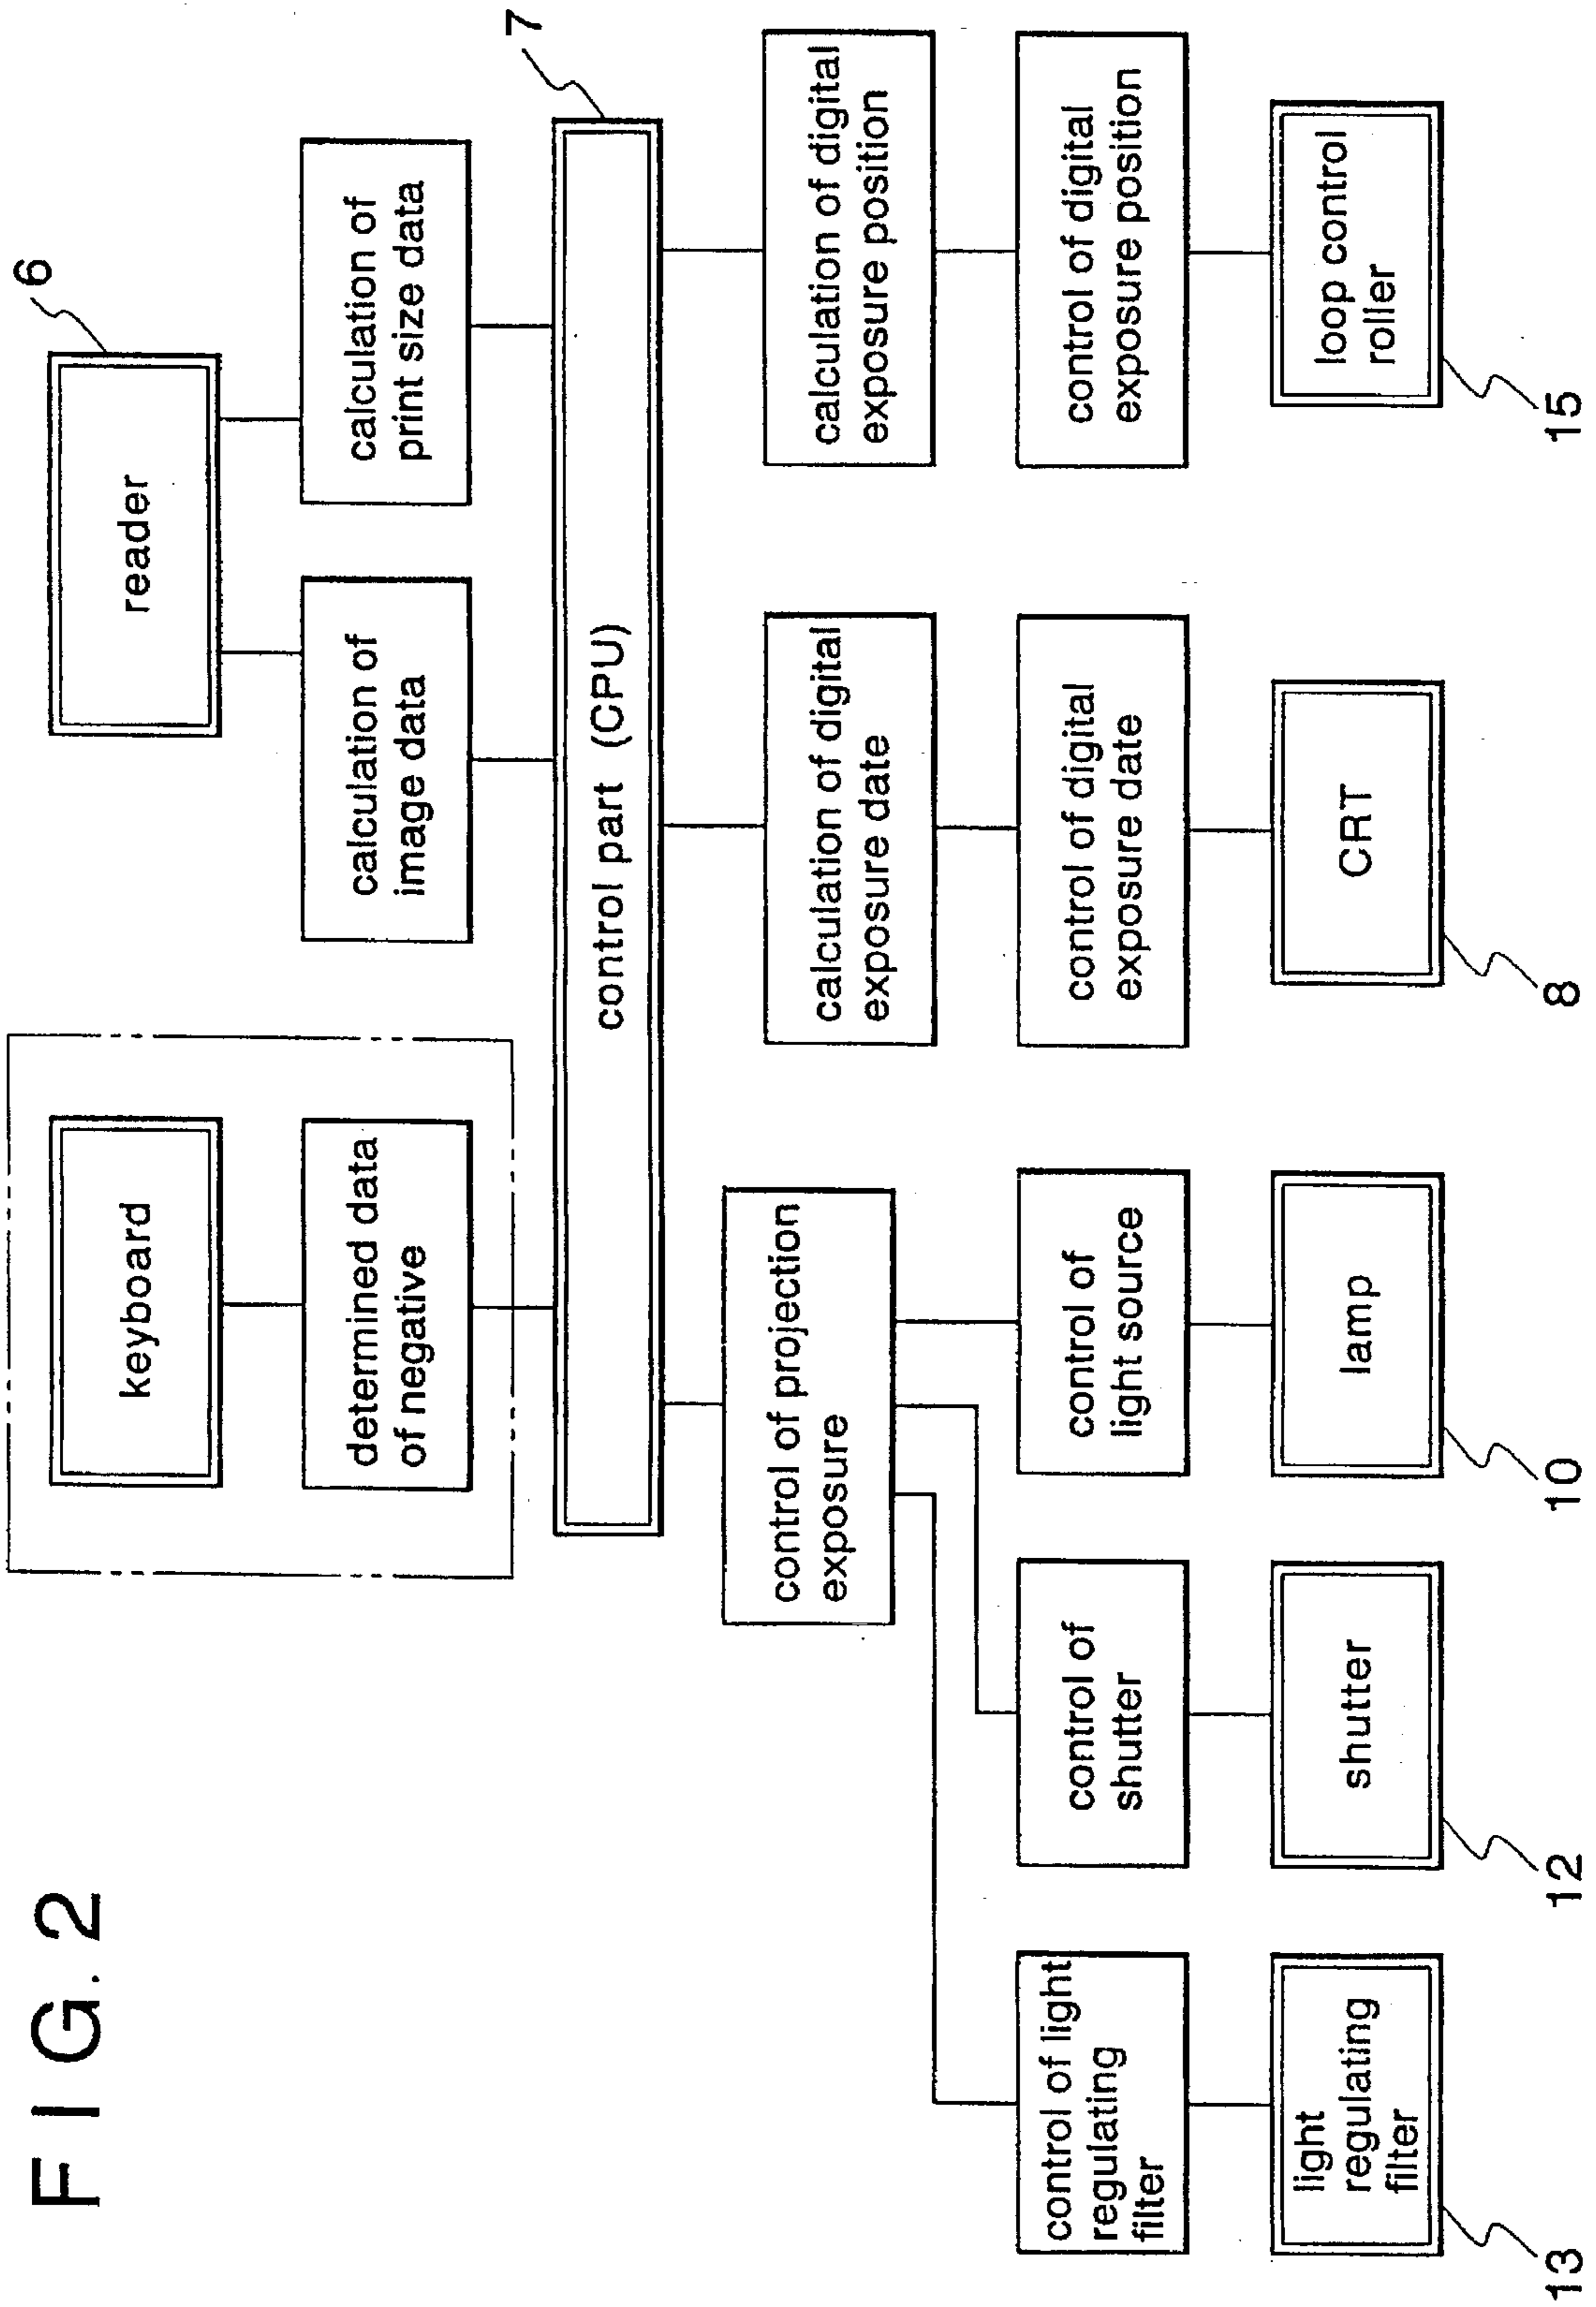 FIG. 2
keyboard
determined data
of negative
reader
6
calculation of
image data
calculation of
print size data
control part (CPU)
7
control of projection
exposure
calculation of digital
exposure date
calculation of digital
exposure position
control of light
regulating
filter
control of
shutter
control of
light source
control of digital
exposure date
control of digital
exposure position
light
regulating
filter
shutter
lamp
CRT
loop control
roller
13
12
10
8
15